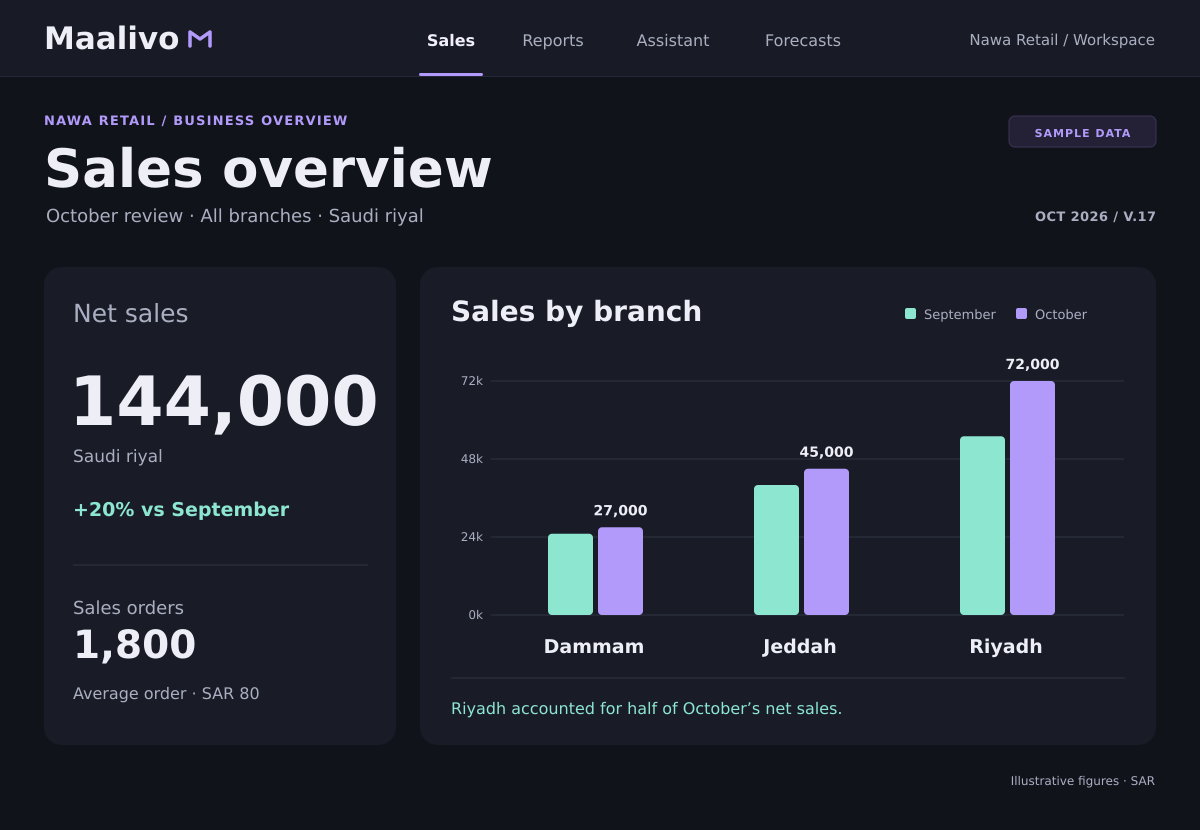 Maalivo
Sales Reports Assistant Forecasts
Nawa Retail / Workspace
NAWA RETAIL / BUSINESS OVERVIEW
SAMPLE DATA
Sales overview
October review · All branches · Saudi riyal
OCT 2026 / V.17
Net sales
144,000
Saudi riyal
+20% vs September
Sales orders
1,800
Average order · SAR 80
Sales by branch
September October
72k
48k
24k
0k
27,000
45,000
72,000
Dammam Jeddah Riyadh
Riyadh accounted for half of October’s net sales.
Illustrative figures · SAR